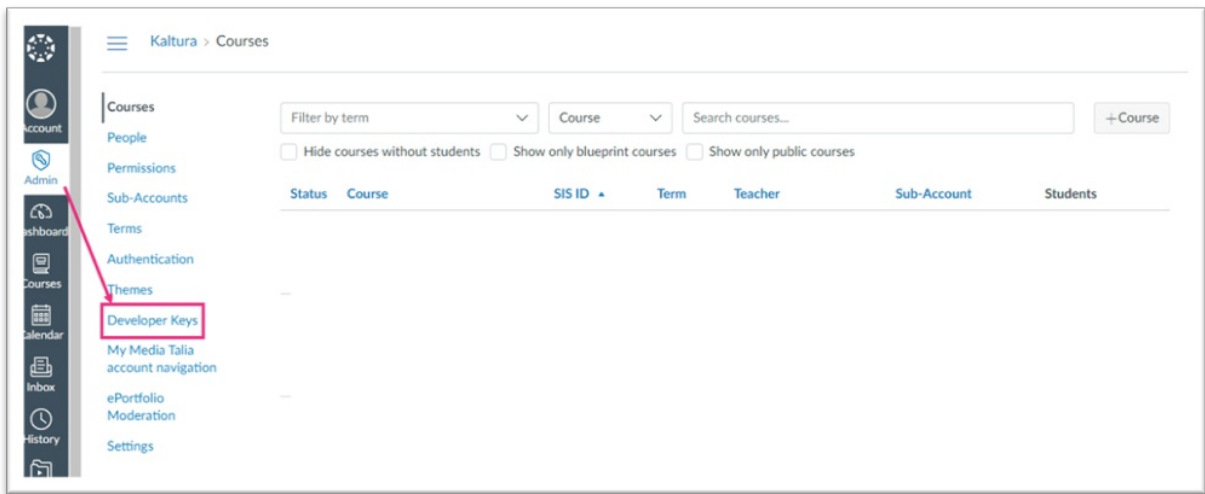 Kaltura > Courses
Account
Admin
ashboard
Courses
Calendar
Inbox
History
Courses
People
Permissions
Sub-Accounts
Terms
Authentication
Themes
Developer Keys
My Media Talia
account navigation
ePortfolio
Moderation
Settings
Filter by term
Course
Search courses...
+Course
Hide courses without students
Show only blueprint courses
Show only public courses
Status Course SIS ID Term Teacher Sub-Account Students